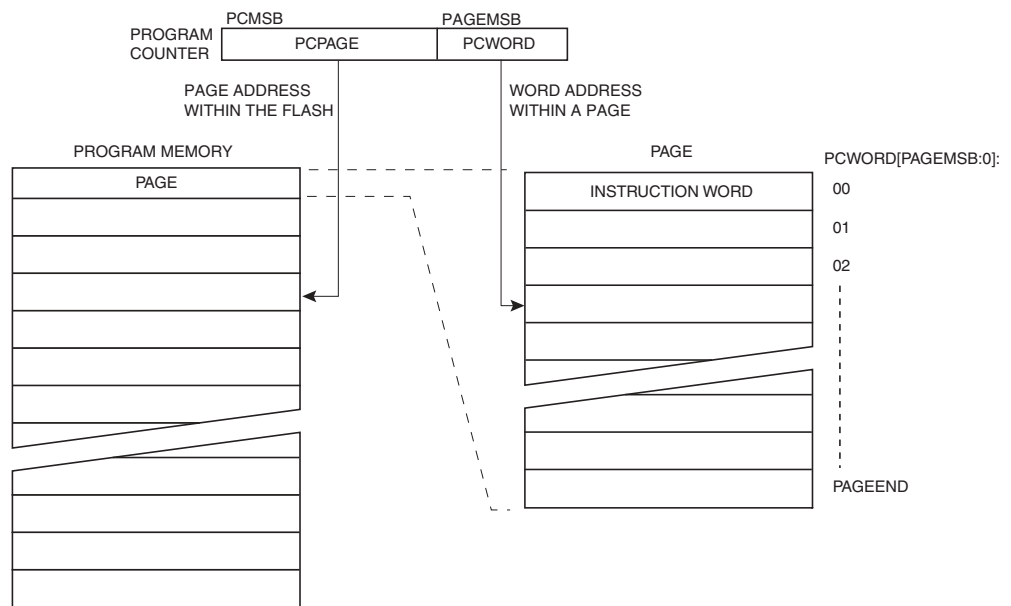 PCMSB
PAGEMSB
PROGRAM
COUNTER
PCPAGE
PCWORD
PAGE ADDRESS
WITHIN THE FLASH
WORD ADDRESS
WITHIN A PAGE
PROGRAM MEMORY
PAGE
PAGE
INSTRUCTION WORD
PCWORD[PAGEMSB:0]:
00
01
02
PAGEEND